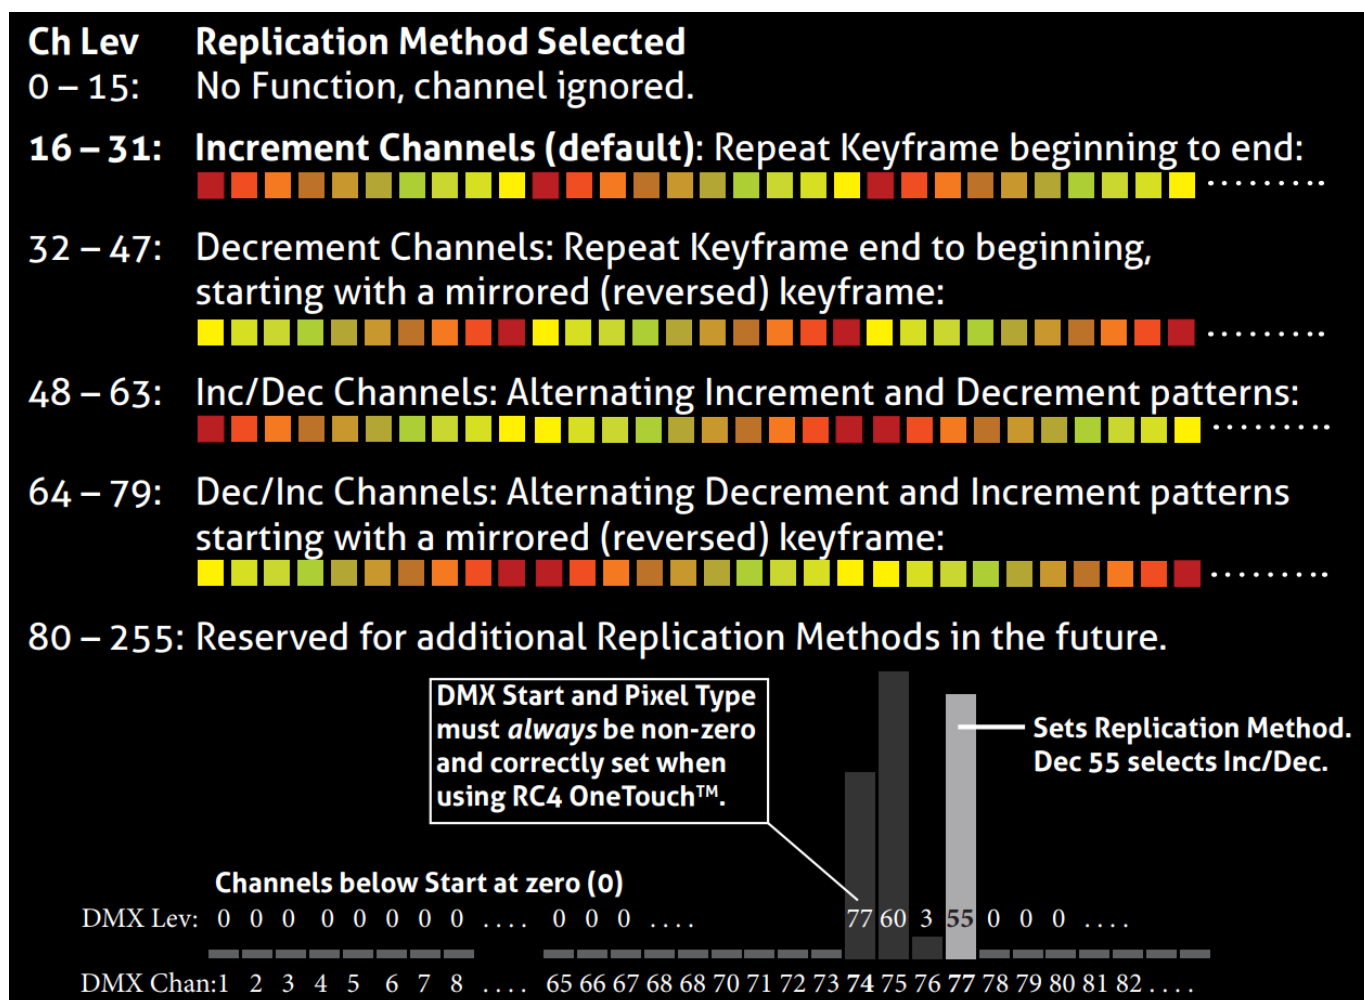 Ch Lev Replication Method Selected
0 – 15: No Function, channel ignored.
16 – 31: Increment Channels (default): Repeat Keyframe beginning to end:
.........
32 – 47: Decrement Channels: Repeat Keyframe end to beginning,
starting with a mirrored (reversed) keyframe:
.........
48 – 63: Inc/Dec Channels: Alternating Increment and Decrement patterns:
.........
64 – 79: Dec/Inc Channels: Alternating Decrement and Increment patterns
starting with a mirrored (reversed) keyframe:
.........
80 – 255: Reserved for additional Replication Methods in the future.
DMX Start and Pixel Type
must always be non-zero
and correctly set when
using RC4 OneTouch™.
Sets Replication Method.
Dec 55 selects Inc/Dec.
Channels below Start at zero (0)
DMX Lev: 0 0 0 0 0 0 0 0 .... 0 0 0 .... 77 60 3 55 0 0 0 ....
DMX Chan:1 2 3 4 5 6 7 8 .... 65 66 67 68 68 70 71 72 73 74 75 76 77 78 79 80 81 82 ....